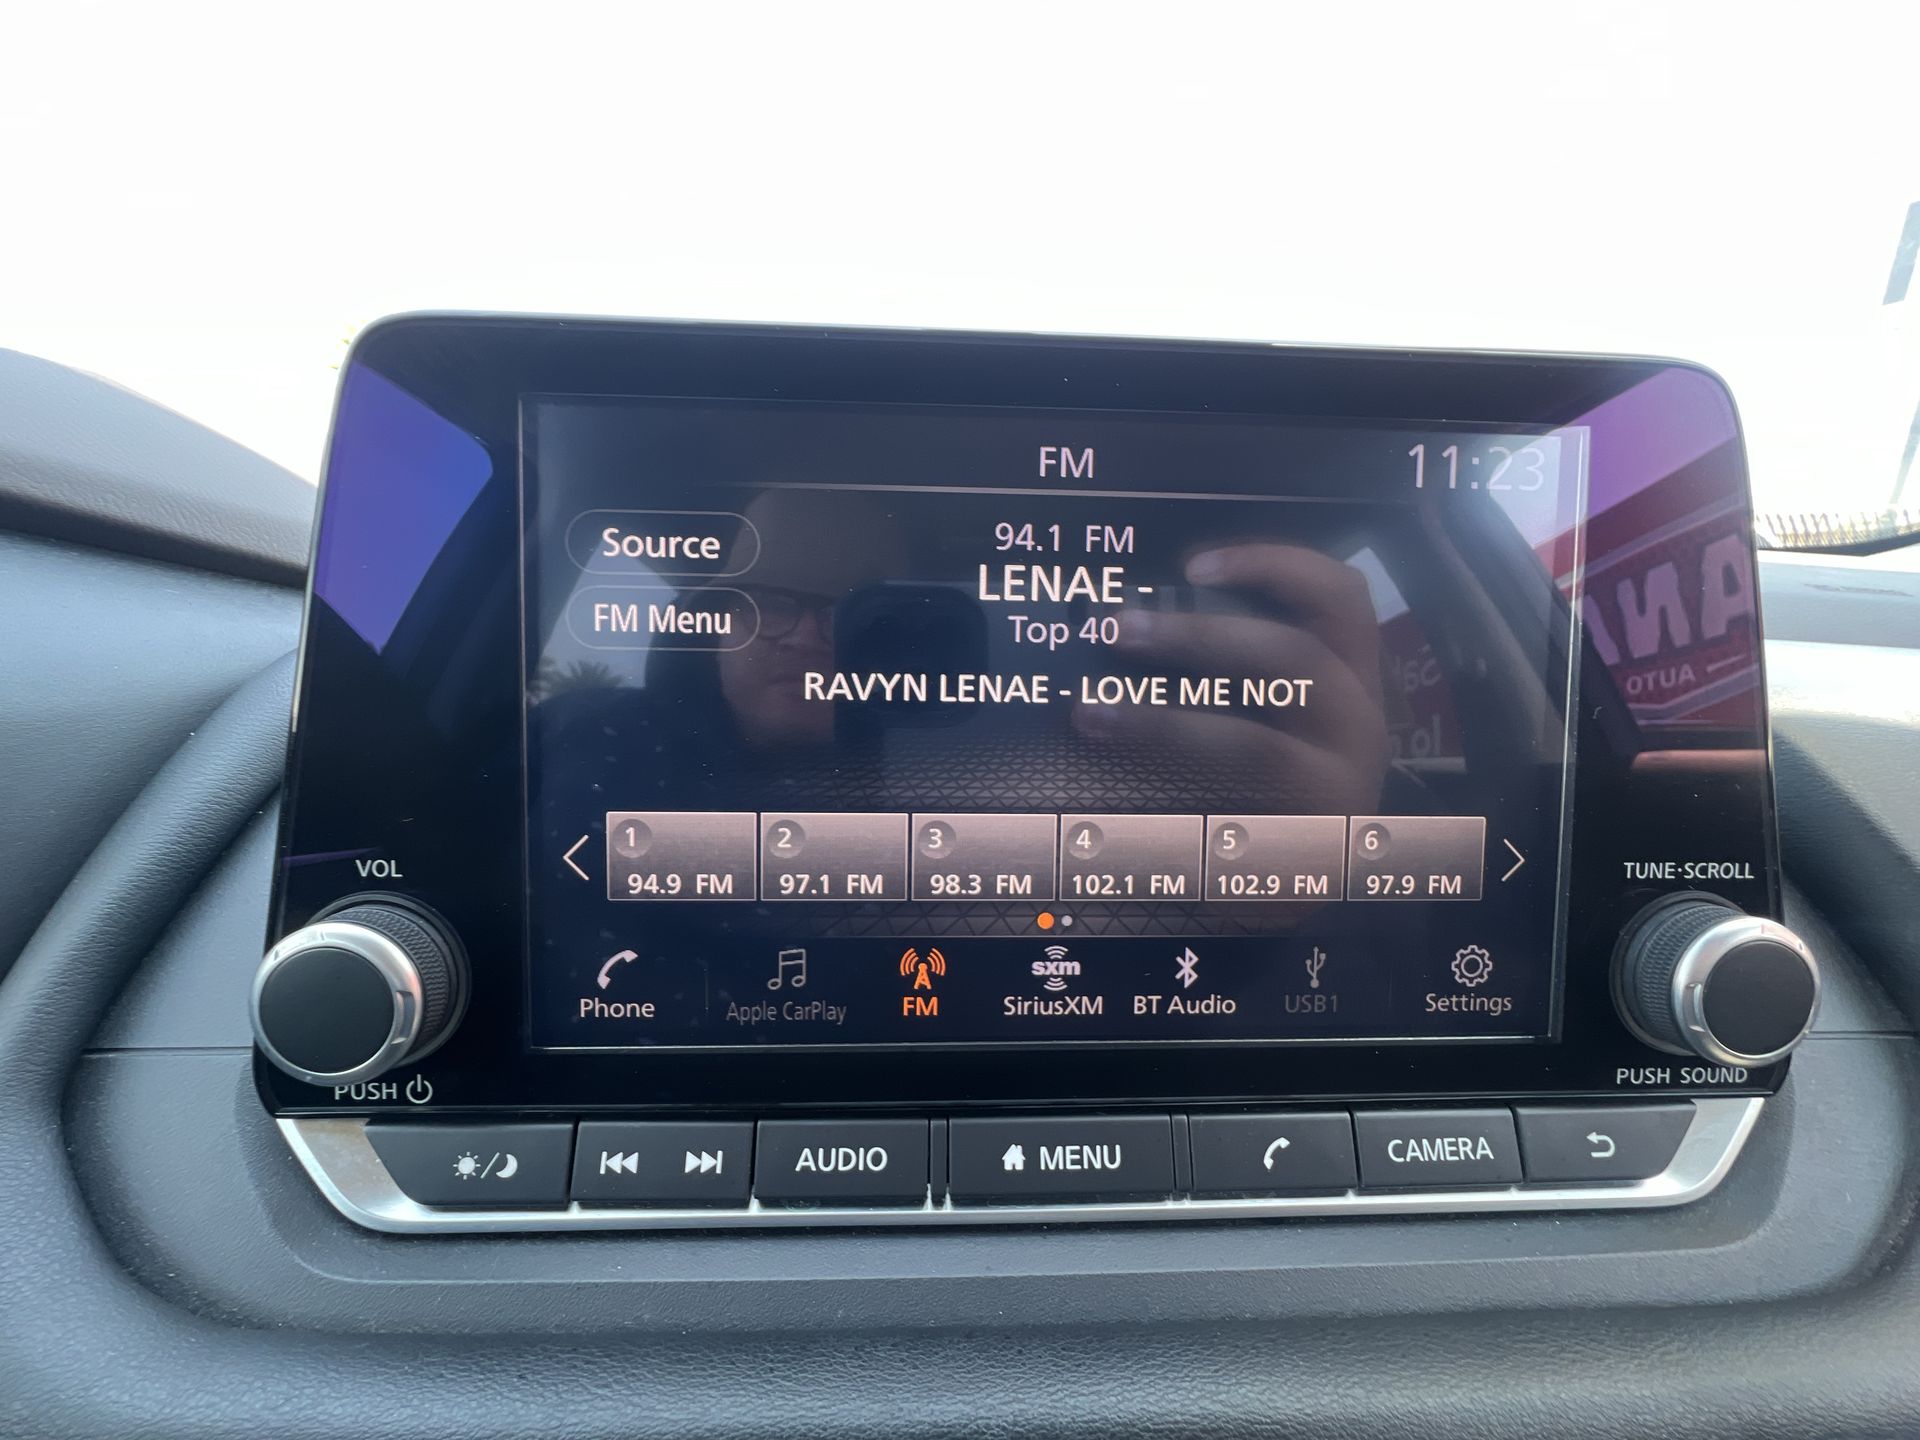 FM
11:23
Source
94.1 FM
LENAE -
FM Menu
Top 40
RAVYN LENAE - LOVE ME NOT
1 2 3 4 5 6
94.9 FM 97.1 FM 98.3 FM 102.1 FM 102.9 FM 97.9 FM
sxm
Phone Apple CarPlay FM SiriusXM BT Audio USB1 Settings
VOL
TUNE·SCROLL
PUSH
PUSH SOUND
AUDIO MENU CAMERA
ANA
AUTO